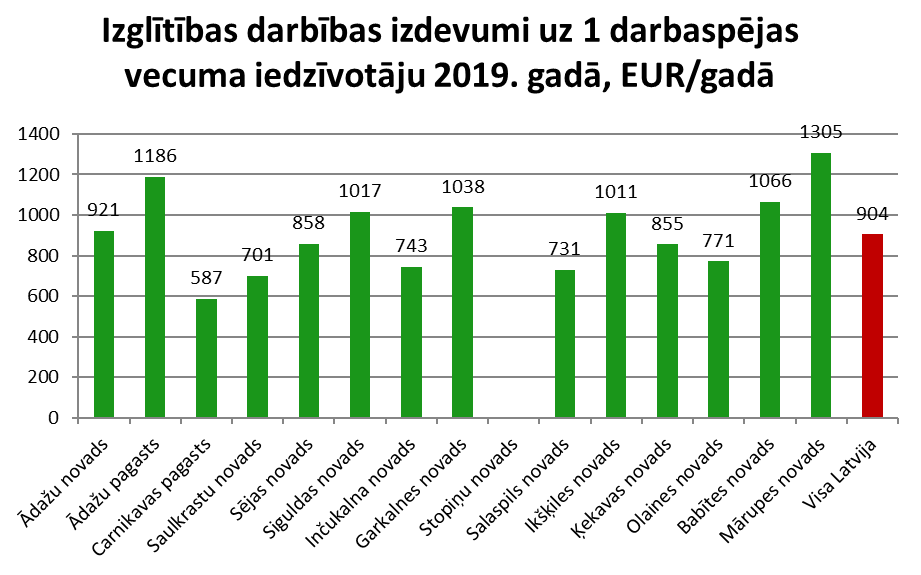 Izglītības darbības izdevumi uz 1 darbaspējas
vecuma iedzīvotāju 2019. gadā, EUR/gadā
1400
1200
1000
800
600
400
200
0
921
1186
587
701
858
1017
743
1038
731
1011
855
771
1066
1305
904
Ādažu novads
Ādažu pagasts
Carnikavas pagasts
Saulkrastu novads
Sējas novads
Siguldas novads
Inčukalna novads
Garkalnes novads
Stopiņu novads
Salaspils novads
Ikšķiles novads
Ķekavas novads
Olaines novads
Babītes novads
Mārupes novads
Visa Latvija